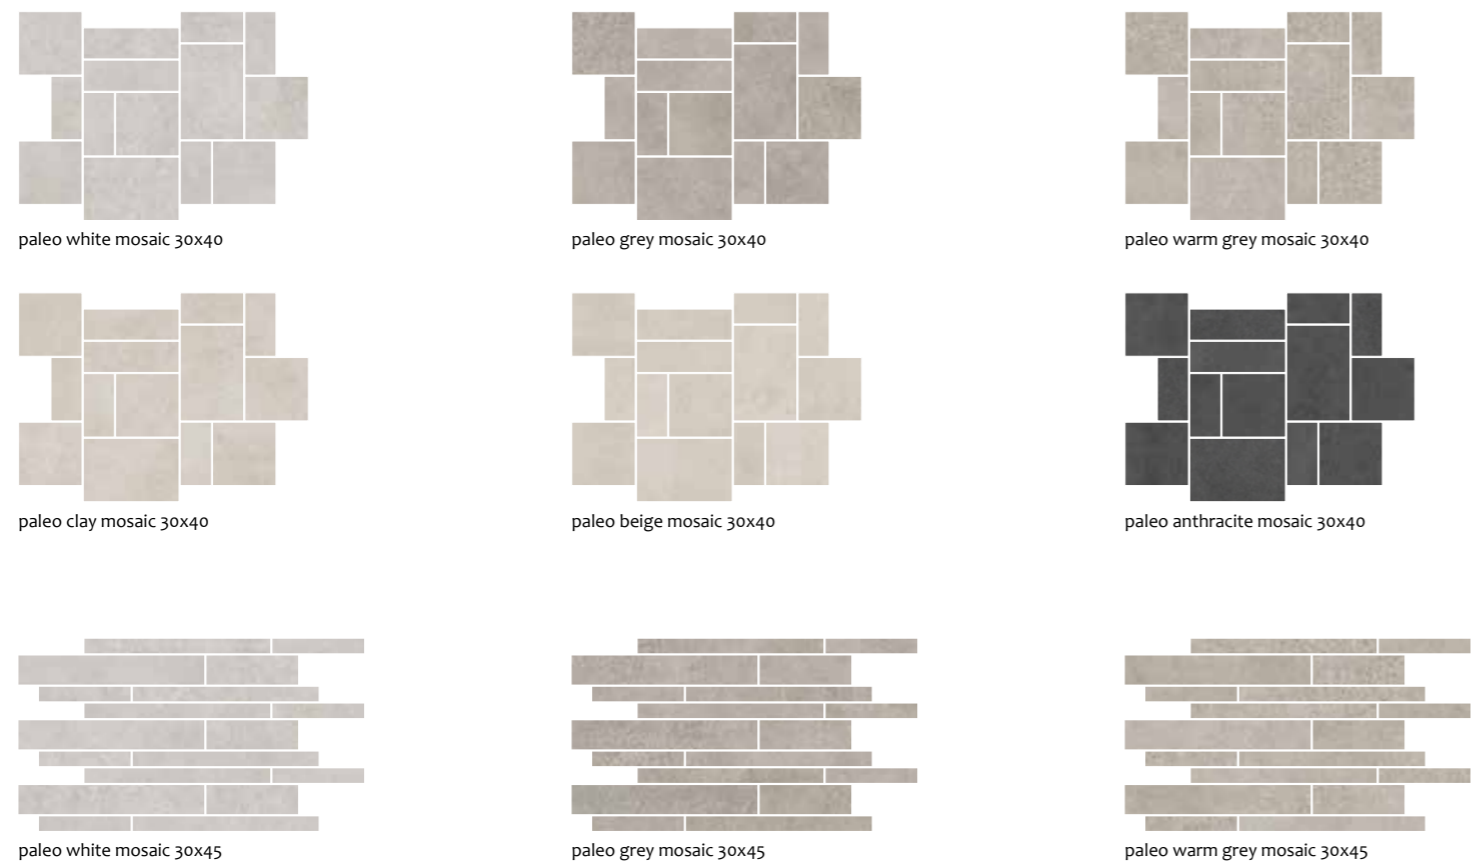 paleo white mosaic 30x40
paleo grey mosaic 30x40
paleo warm grey mosaic 30x40
paleo clay mosaic 30x40
paleo beige mosaic 30x40
paleo anthracite mosaic 30x40
paleo white mosaic 30x45
paleo grey mosaic 30x45
paleo warm grey mosaic 30x45